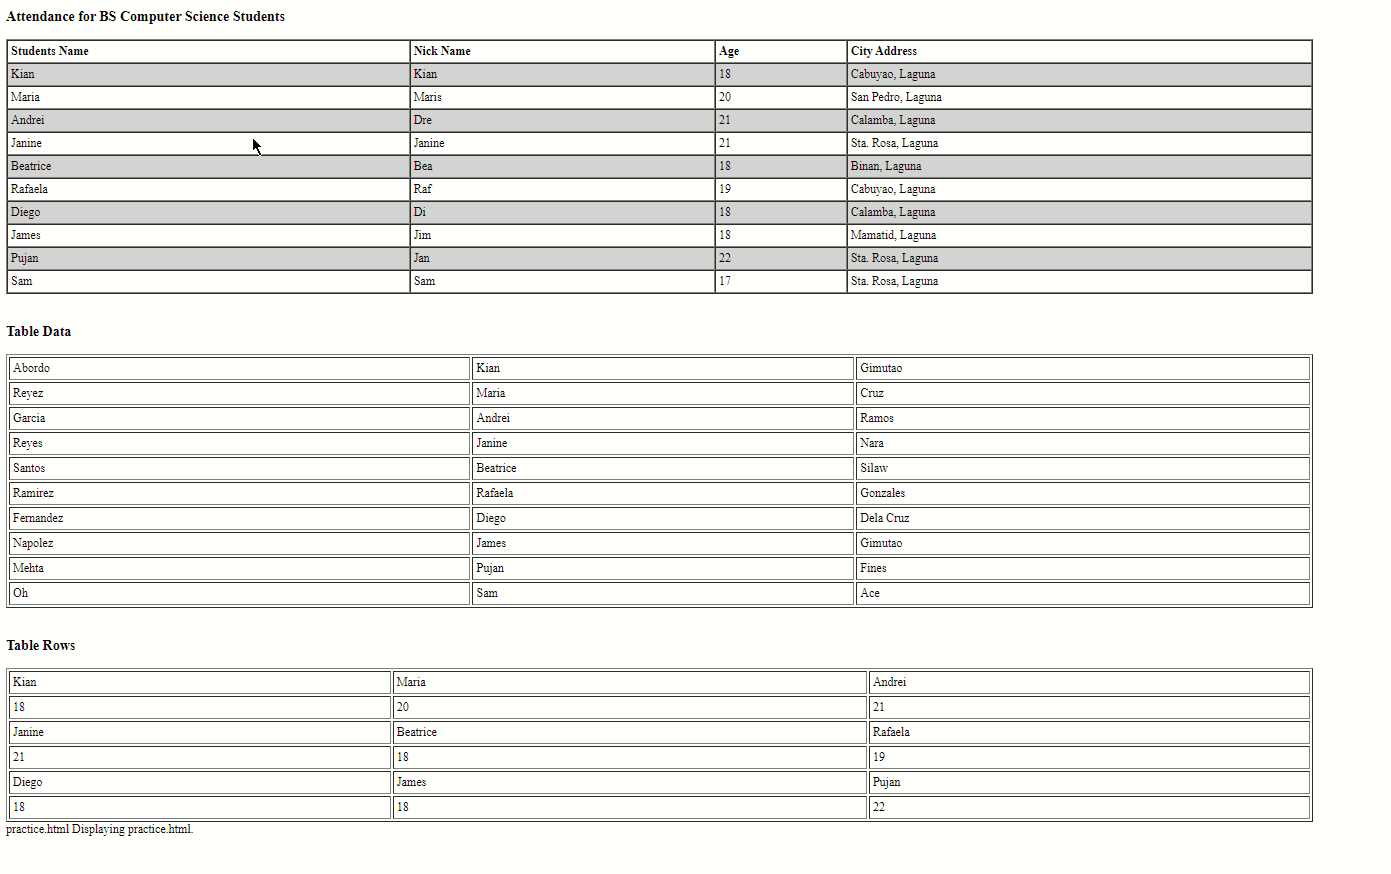 Attendance for BS Computer Science Students
Students Name Nick Name Age City Address
Kian Kian 18 Cabuyao, Laguna
Maria Maris 20 San Pedro, Laguna
Andrei Dre 21 Calamba, Laguna
Janine Janine 21 Sta. Rosa, Laguna
Beatrice Bea 18 Binan, Laguna
Rafaela Raf 19 Cabuyao, Laguna
Diego Di 18 Calamba, Laguna
James Jim 18 Mamatid, Laguna
Pujan Jan 22 Sta. Rosa, Laguna
Sam Sam 17 Sta. Rosa, Laguna
Table Data
Abordo Kian Gimutao
Reyez Maria Cruz
Garcia Andrei Ramos
Reyes Janine Nara
Santos Beatrice Silaw
Ramirez Rafaela Gonzales
Fernandez Diego Dela Cruz
Napolez James Gimutao
Mehta Pujan Fines
Oh Sam Ace
Table Rows
Kian Maria Andrei
18 20 21
Janine Beatrice Rafaela
21 18 19
Diego James Pujan
18 18 22
practice.html Displaying practice.html.